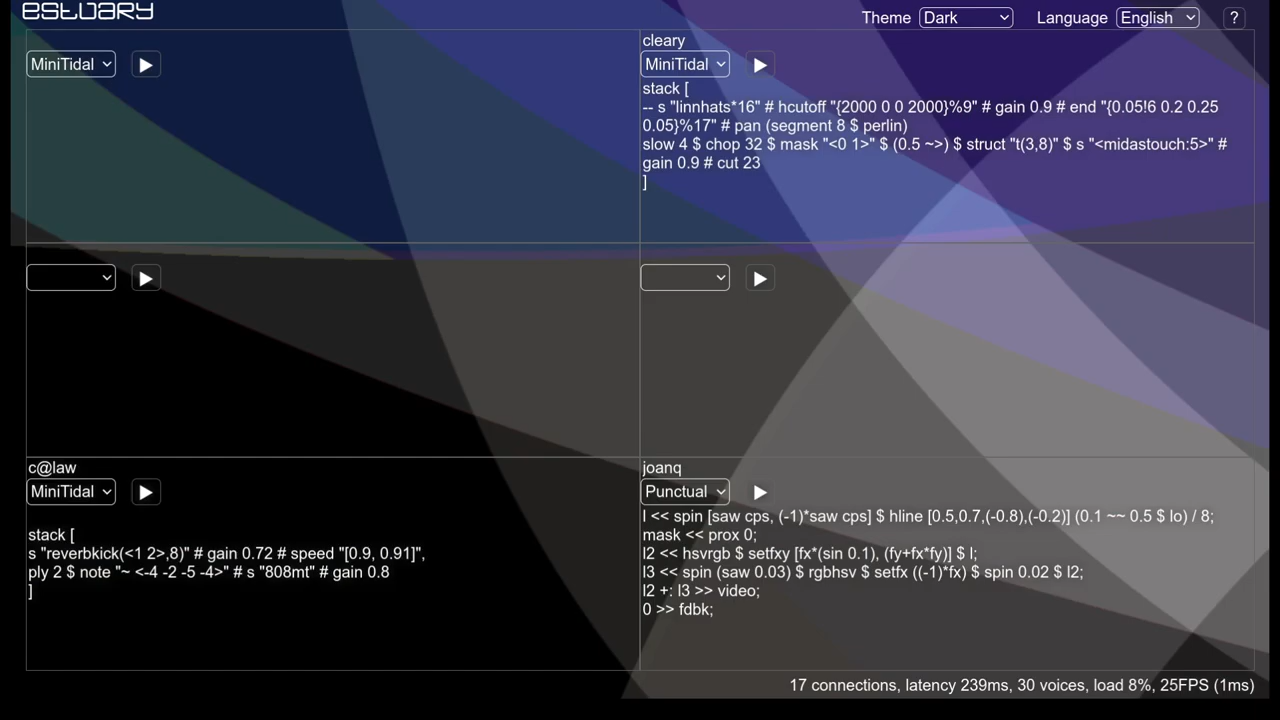 estuary
Theme Dark Language English ?
MiniTidal
cleary
MiniTidal
stack [
-- s "linnhats*16" # hcutoff "{2000 0 0 2000}%9" # gain 0.9 # end "{0.05!6 0.2 0.25
0.05}%17" # pan (segment 8 $ perlin)
slow 4 $ chop 32 $ mask "<0 1>" $ (0.5 ~>) $ struct "t(3,8)" $ s "<midastouch:5>" #
gain 0.9 # cut 23
]
c@law
MiniTidal
stack [
s "reverbkick(<1 2>,8)" # gain 0.72 # speed "[0.9, 0.91]",
ply 2 $ note "~ <-4 -2 -5 -4>" # s "808mt" # gain 0.8
]
joanq
Punctual
l << spin [saw cps, (-1)*saw cps] $ hline [0.5,0.7,(-0.8),(-0.2)] (0.1 ~~ 0.5 $ lo) / 8;
mask << prox 0;
l2 << hsvrgb $ setfxy [fx*(sin 0.1), (fy+fx*fy)] $ l;
l3 << spin (saw 0.03) $ rgbhsv $ setfx ((-1)*fx) $ spin 0.02 $ l2;
l2 +: l3 >> video;
0 >> fdbk;
17 connections, latency 239ms, 30 voices, load 8%, 25FPS (1ms)